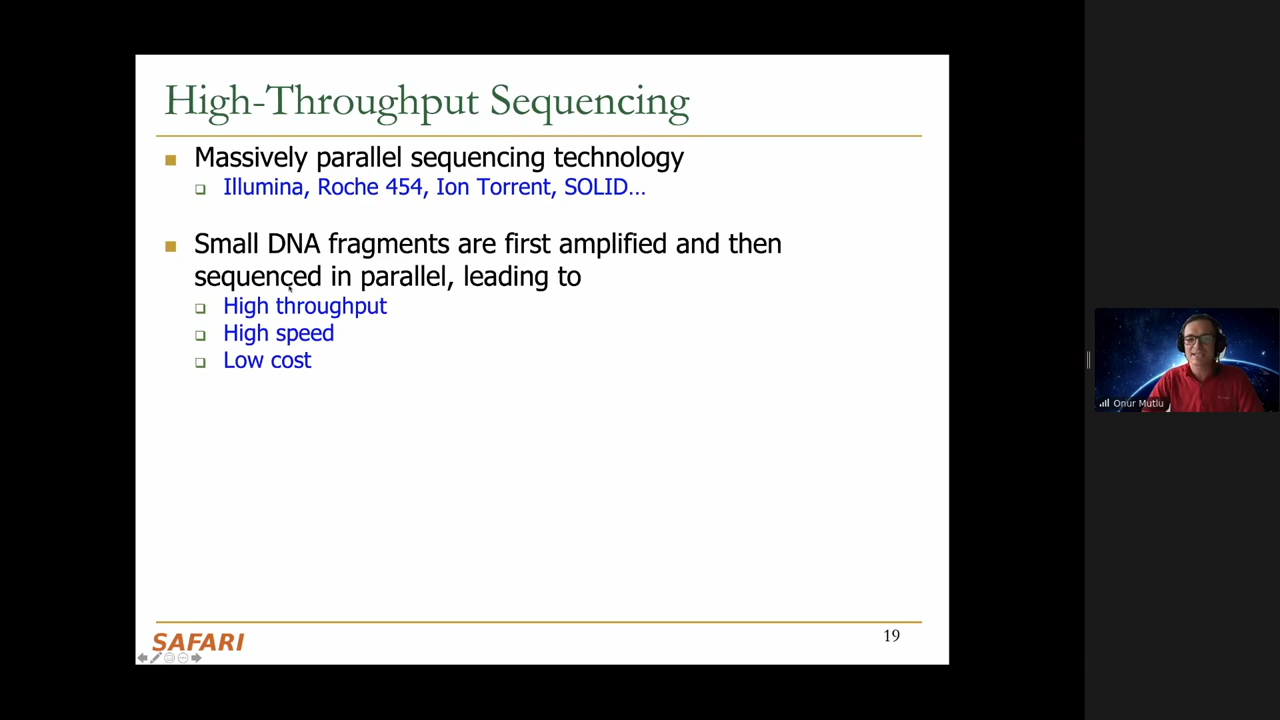 High-Throughput Sequencing
Massively parallel sequencing technology
Illumina, Roche 454, Ion Torrent, SOLID…
Small DNA fragments are first amplified and then
sequenced in parallel, leading to
High throughput
High speed
Low cost
SAFARI
19
Onur Mutlu